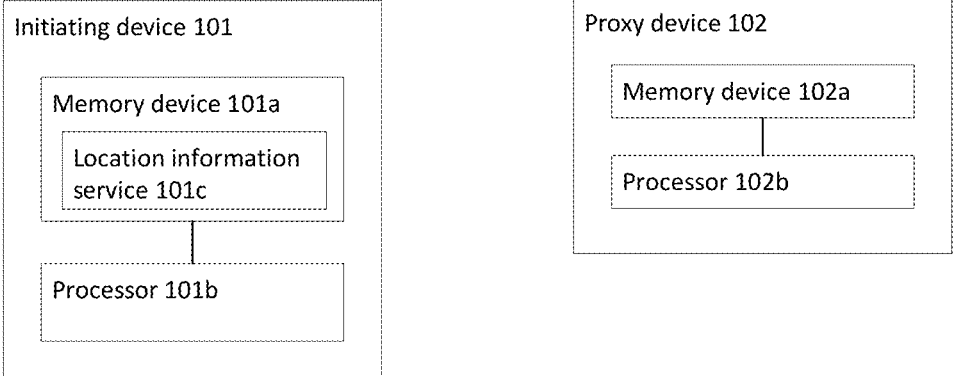 Initiating device 101
Memory device 101a
Location information
service 101c
Processor 101b
Proxy device 102
Memory device 102a
Processor 102b